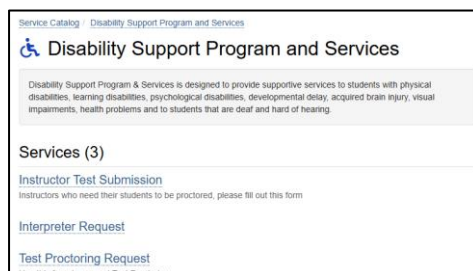 Service Catalog / Disability Support Program and Services
Disability Support Program and Services
Disability Support Program & Services is designed to provide supportive services to students with physical
disabilities, learning disabilities, psychological disabilities, developmental delay, acquired brain injury, visual
impairments, health problems and to students that are deaf and hard of hearing.
Services (3)
Instructor Test Submission
Instructors who need their students to be proctored, please fill out this form
Interpreter Request
Test Proctoring Request